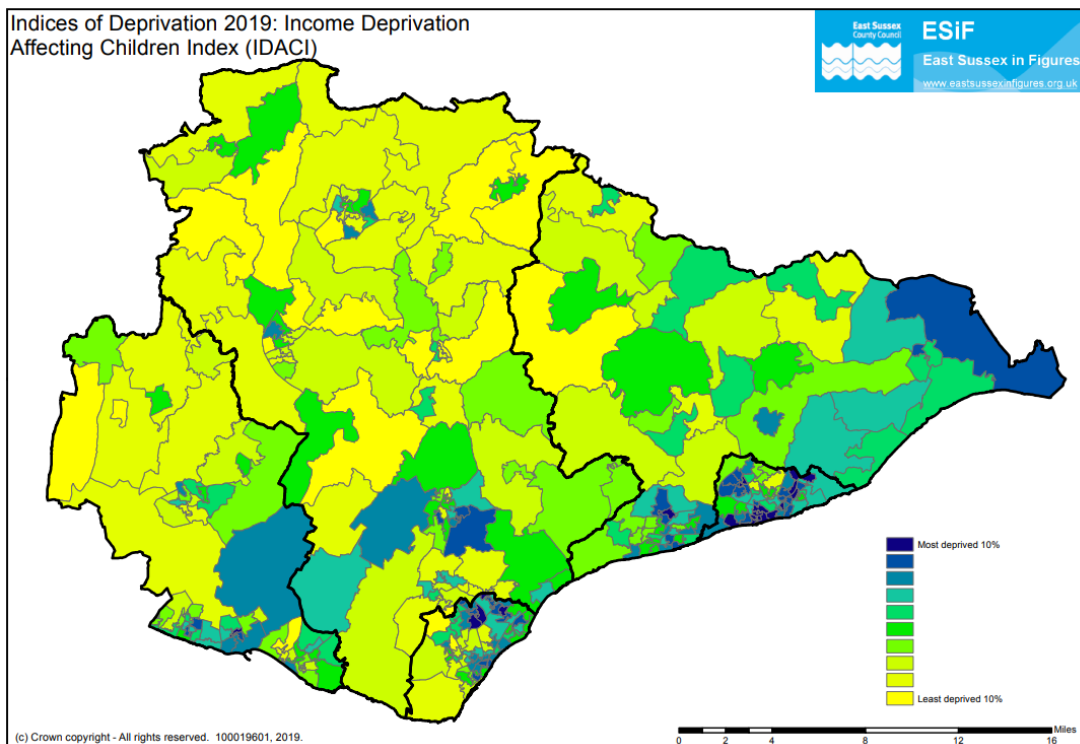 Indices of Deprivation 2019: Income Deprivation
Affecting Children Index (IDACI)
East Sussex
County Council
ESiF
East Sussex in Figures
www.eastsussexinfigures.org.uk
Most deprived 10%
Least deprived 10%
(c) Crown copyright - All rights reserved. 100019601, 2019.
Miles
0 2 4 8 12 16